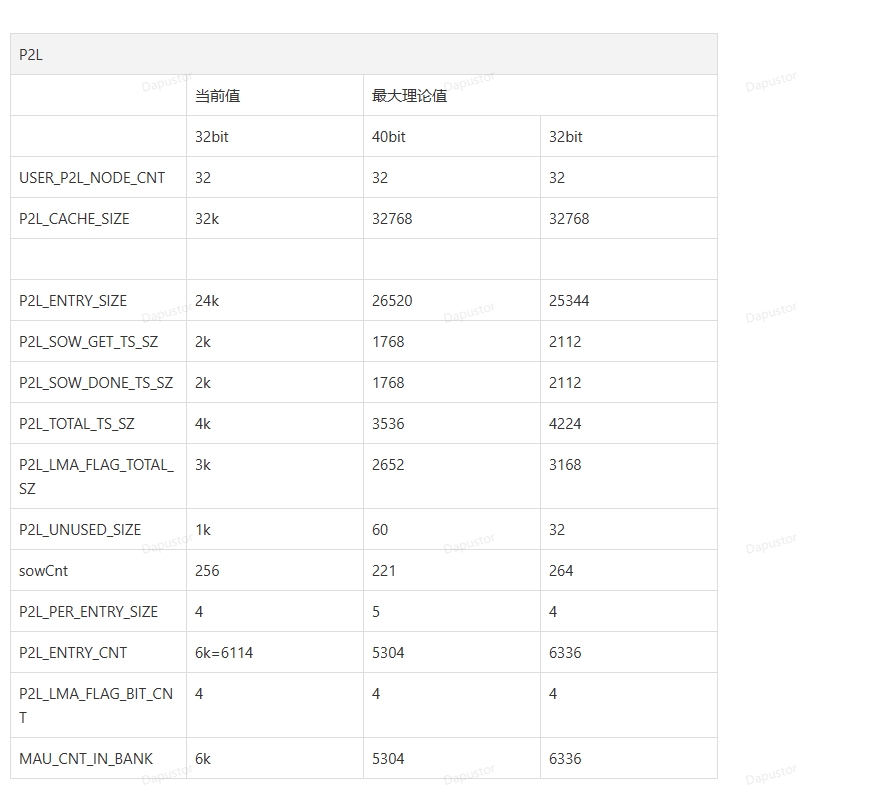 P2L
当前值 最大理论值
32bit 40bit 32bit
USER_P2L_NODE_CNT 32 32 32
P2L_CACHE_SIZE 32k 32768 32768
P2L_ENTRY_SIZE 24k 26520 25344
P2L_SOW_GET_TS_SZ 2k 1768 2112
P2L_SOW_DONE_TS_SZ 2k 1768 2112
P2L_TOTAL_TS_SZ 4k 3536 4224
P2L_LMA_FLAG_TOTAL_ 3k 2652 3168
SZ
P2L_UNUSED_SIZE 1k 60 32
sowCnt 256 221 264
P2L_PER_ENTRY_SIZE 4 5 4
P2L_ENTRY_CNT 6k=6114 5304 6336
P2L_LMA_FLAG_BIT_CN 4 4 4
T
MAU_CNT_IN_BANK 6k 5304 6336
Dapustor Dapustor Dapustor
Dapustor Dapustor Dapustor
Dapustor Dapustor Dapustor
Dapustor Dapustor Dapustor